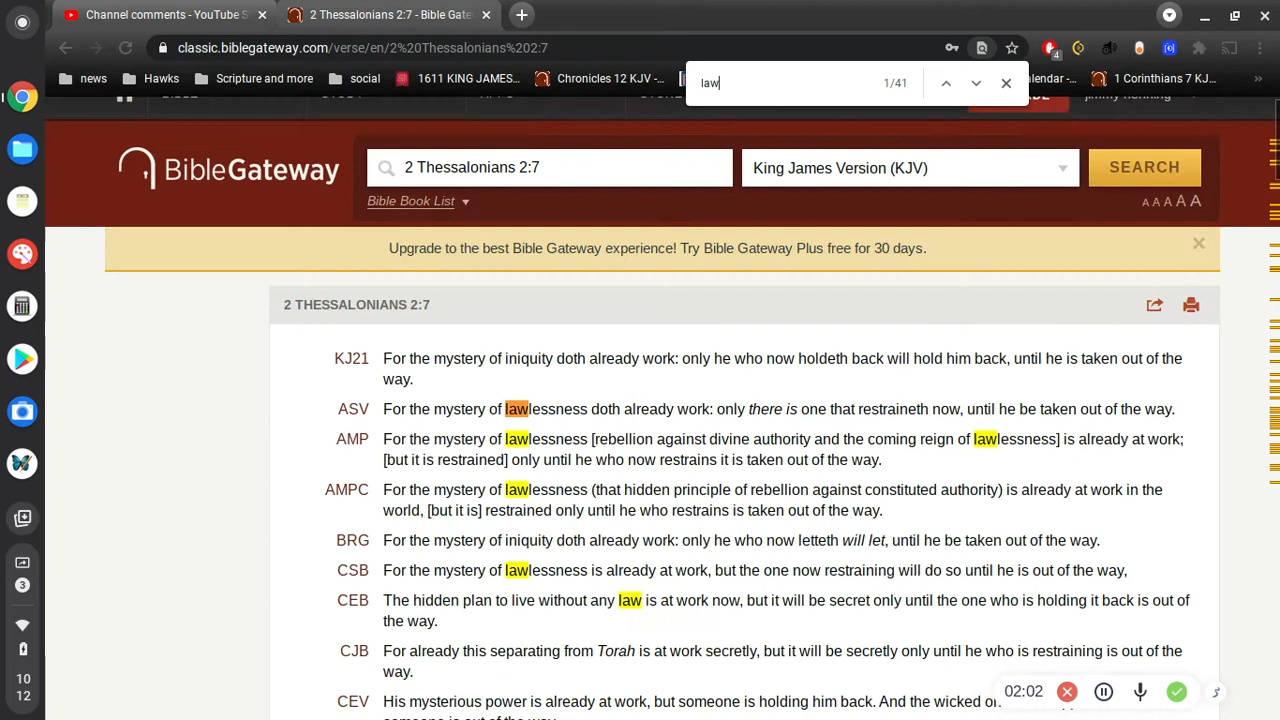 Channel comments - YouTube S
2 Thessalonians 2:7 - Bible Gate
classic.biblegateway.com/verse/en/2%20Thessalonians%202:7
4
news
Hawks
Scripture and more
social
1611 KING JAMES...
Chronicles 12 KJV -...
alendar -...
1 Corinthians 7 KJ...
law
1/41
BibleGateway
2 Thessalonians 2:7
King James Version (KJV)
SEARCH
Bible Book List
A A A A A
Upgrade to the best Bible Gateway experience! Try Bible Gateway Plus free for 30 days.
2 THESSALONIANS 2:7
KJ21 For the mystery of iniquity doth already work: only he who now holdeth back will hold him back, until he is taken out of the
way.
ASV For the mystery of lawlessness doth already work: only there is one that restraineth now, until he be taken out of the way.
AMP For the mystery of lawlessness [rebellion against divine authority and the coming reign of lawlessness] is already at work;
[but it is restrained] only until he who now restrains it is taken out of the way.
AMPC For the mystery of lawlessness (that hidden principle of rebellion against constituted authority) is already at work in the
world, [but it is] restrained only until he who restrains is taken out of the way.
BRG For the mystery of iniquity doth already work: only he who now letteth will let, until he be taken out of the way.
CSB For the mystery of lawlessness is already at work, but the one now restraining will do so until he is out of the way,
CEB The hidden plan to live without any law is at work now, but it will be secret only until the one who is holding it back is out of
the way.
CJB For already this separating from Torah is at work secretly, but it will be secretly only until he who is restraining is out of the
way.
CEV His mysterious power is already at work, but someone is holding him back. And the wicked on
someone is out of the way.
02:02
3
10
12